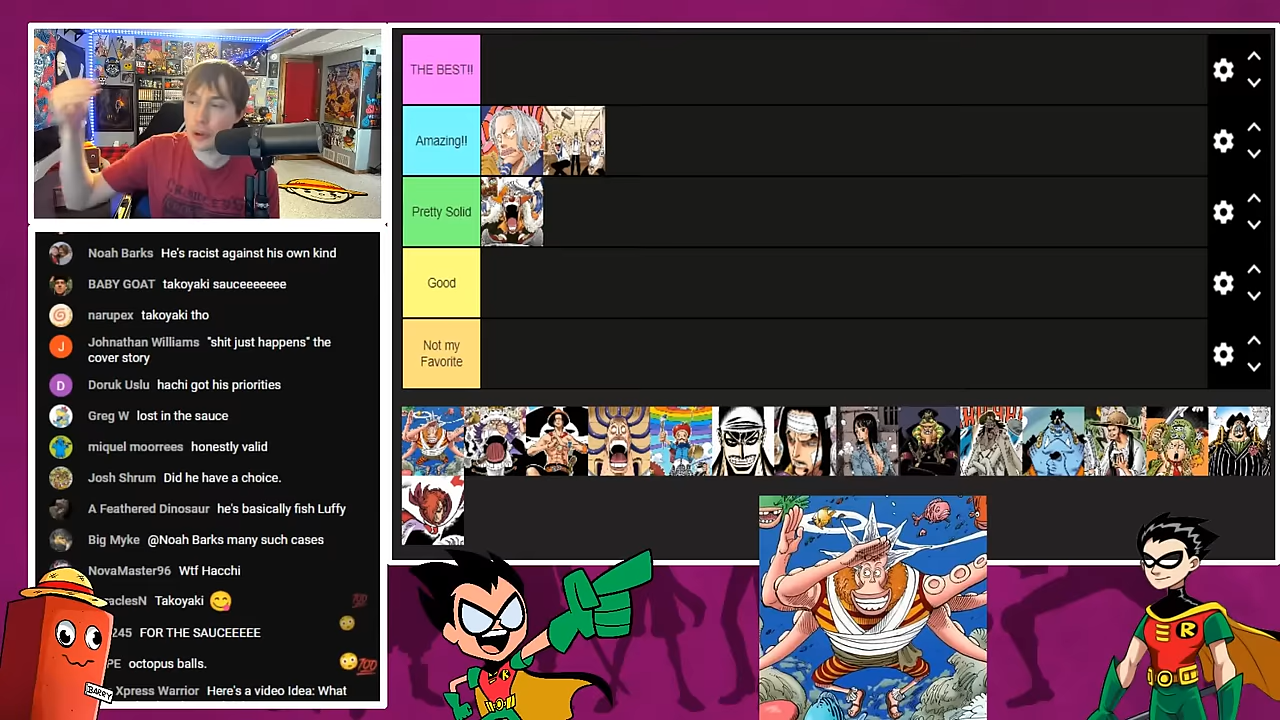 THE BEST!!
Amazing!!
Pretty Solid
Good
Not my
Favorite
Noah Barks He's racist against his own kind
BABY GOAT takoyaki sauceeeeeee
narupex takoyaki tho
J
Johnathan Williams "shit just happens" the
cover story
D
Doruk Uslu hachi got his priorities
Greg W lost in the sauce
miquel moorrees honestly valid
Josh Shrum Did he have a choice.
A Feathered Dinosaur he's basically fish Luffy
Big Myke @Noah Barks many such cases
NovaMaster96 Wtf Hacchi
raclesN Takoyaki
245 FOR THE SAUCEEEEE
PE octopus balls.
Xpress Warrior Here's a video Idea: What
BARRY
R
R